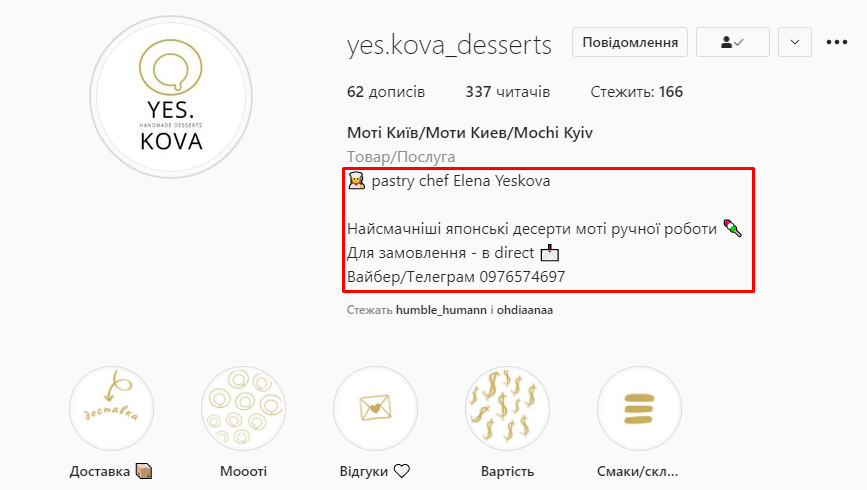 YES.
HANDMADE DESSERTS
KOVA
yes.kova_desserts
Повідомлення
62 дописів 337 читачів Стежить: 166
Моті Київ/Моти Киев/Mochi Kyiv
Товар/Послуга
👩‍🍳 pastry chef Elena Yeskova
Найсмачніші японські десерти моті ручної роботи 🍡
Для замовлення - в direct 📩
Вайбер/Телеграм 0976574697
Стежать humble_humann і ohdiaanaa
доставка
Доставка 📦
Мооoті
Відгуки 🤍
Вартість
Смаки/скл...